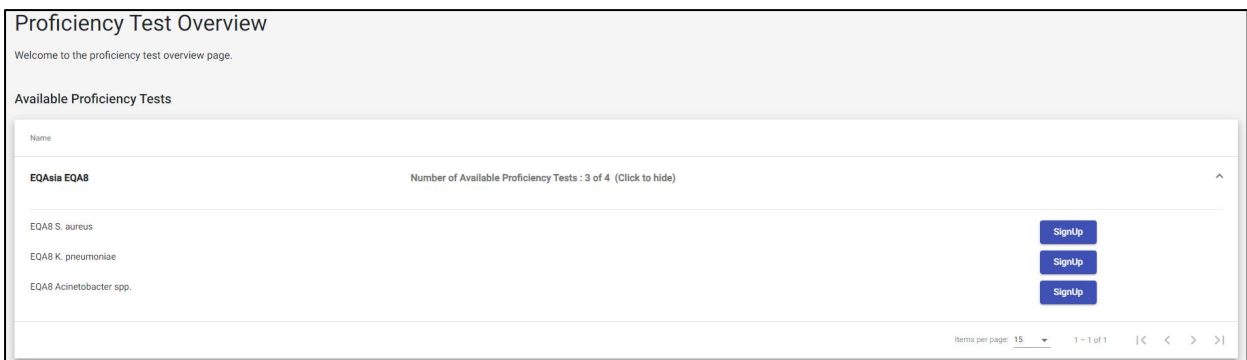 Proficiency Test Overview
Welcome to the proficiency test overview page.
Available Proficiency Tests
Name
EQAsia EQA8 Number of Available Proficiency Tests : 3 of 4 (Click to hide)
EQA8 S. aureus SignUp
EQA8 K. pneumoniae SignUp
EQA8 Acinetobacter spp. SignUp
Items per page: 15 1 – 1 of 1